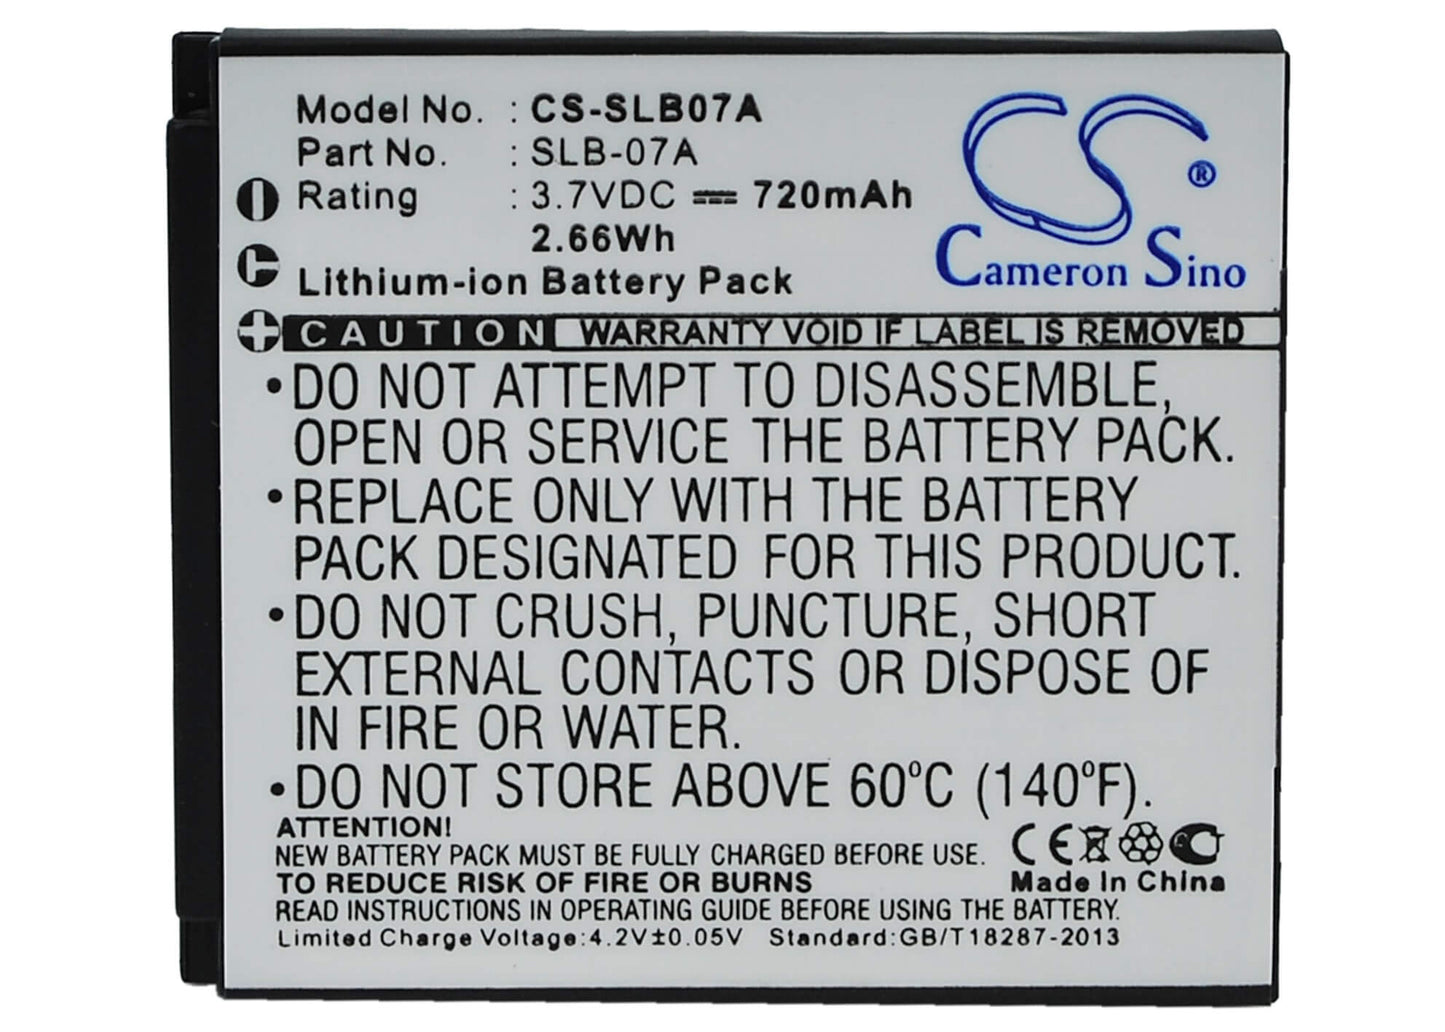 Model No. : CS-SLB07A
Part No. : SLB-07A
Rating : 3.7VDC 720mAh
2.66Wh
Lithium-ion Battery Pack
CS ®
Cameron Sino
CAUTION WARRANTY VOID IF LABEL IS REMOVED
•DO NOT ATTEMPT TO DISASSEMBLE,
OPEN OR SERVICE THE BATTERY PACK.
•REPLACE ONLY WITH THE BATTERY
PACK DESIGNATED FOR THIS PRODUCT.
•DO NOT CRUSH, PUNCTURE, SHORT
EXTERNAL CONTACTS OR DISPOSE OF
IN FIRE OR WATER.
•DO NOT STORE ABOVE 60°C (140°F).
ATTENTION!
NEW BATTERY PACK MUST BE FULLY CHARGED BEFORE USE.
TO REDUCE RISK OF FIRE OR BURNS
READ INSTRUCTIONS IN OPERATING GUIDE BEFORE USING THE BATTERY.
Limited Charge Voltage:4.2V±0.05V Standard:GB/T18287-2013
CE
Made In China